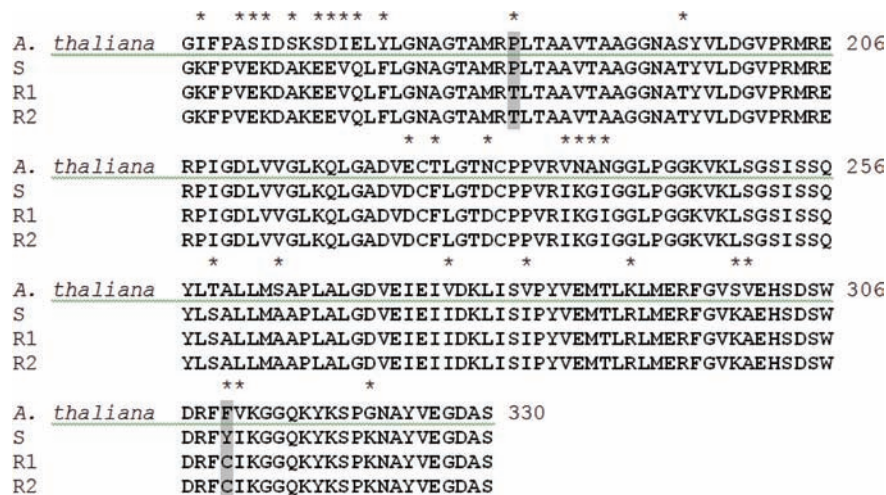 * *** * **** * * *
A. thaliana GIFPASIDSKSDIELYLGNAGTAMRPLTAAVTAAGGNASYVLDGVPRMRE 206
S GKFPVEKDAKEEVQLFLGNAGTAMRPLTAAVTAAGGNATYVLDGVPRMRE
R1 GKFPVEKDAKEEVQLFLGNAGTAMRTLTAAVTAAGGNATYVLDGVPRMRE
R2 GKFPVEKDAKEEVQLFLGNAGTAMRTLTAAVTAAGGNATYVLDGVPRMRE
* * * ****
A. thaliana RPIGDLVVGLKQLGADVECTLGTNCPPVRVNANGGLPGGKVKLSGSISSQ 256
S RPIGDLVVGLKQLGADVDCFLGTDCPPVRIKGIGGLPGGKVKLSGSISSQ
R1 RPIGDLVVGLKQLGADVDCFLGTDCPPVRIKGIGGLPGGKVKLSGSISSQ
R2 RPIGDLVVGLKQLGADVDCFLGTDCPPVRIKGIGGLPGGKVKLSGSISSQ
* * * * * **
A. thaliana YLTALLMSAPLALGDVEIEIVDKLISVPYVEMTLKLMERFGVSVEHSDSW 306
S YLSALLMAAPLALGDVEIEIIDKLISIPYVEMTLRLMERFGVKAEHSDSW
R1 YLSALLMAAPLALGDVEIEIIDKLISIPYVEMTLRLMERFGVKAEHSDSW
R2 YLSALLMAAPLALGDVEIEIIDKLISIPYVEMTLRLMERFGVKAEHSDSW
** *
A. thaliana DRFFVKGGQKYKSPGNAYVEGDAS 330
S DRFYIKGGQKYKSPKNAYVEGDAS
R1 DRFCIKGGQKYKSPKNAYVEGDAS
R2 DRFCIKGGQKYKSPKNAYVEGDAS